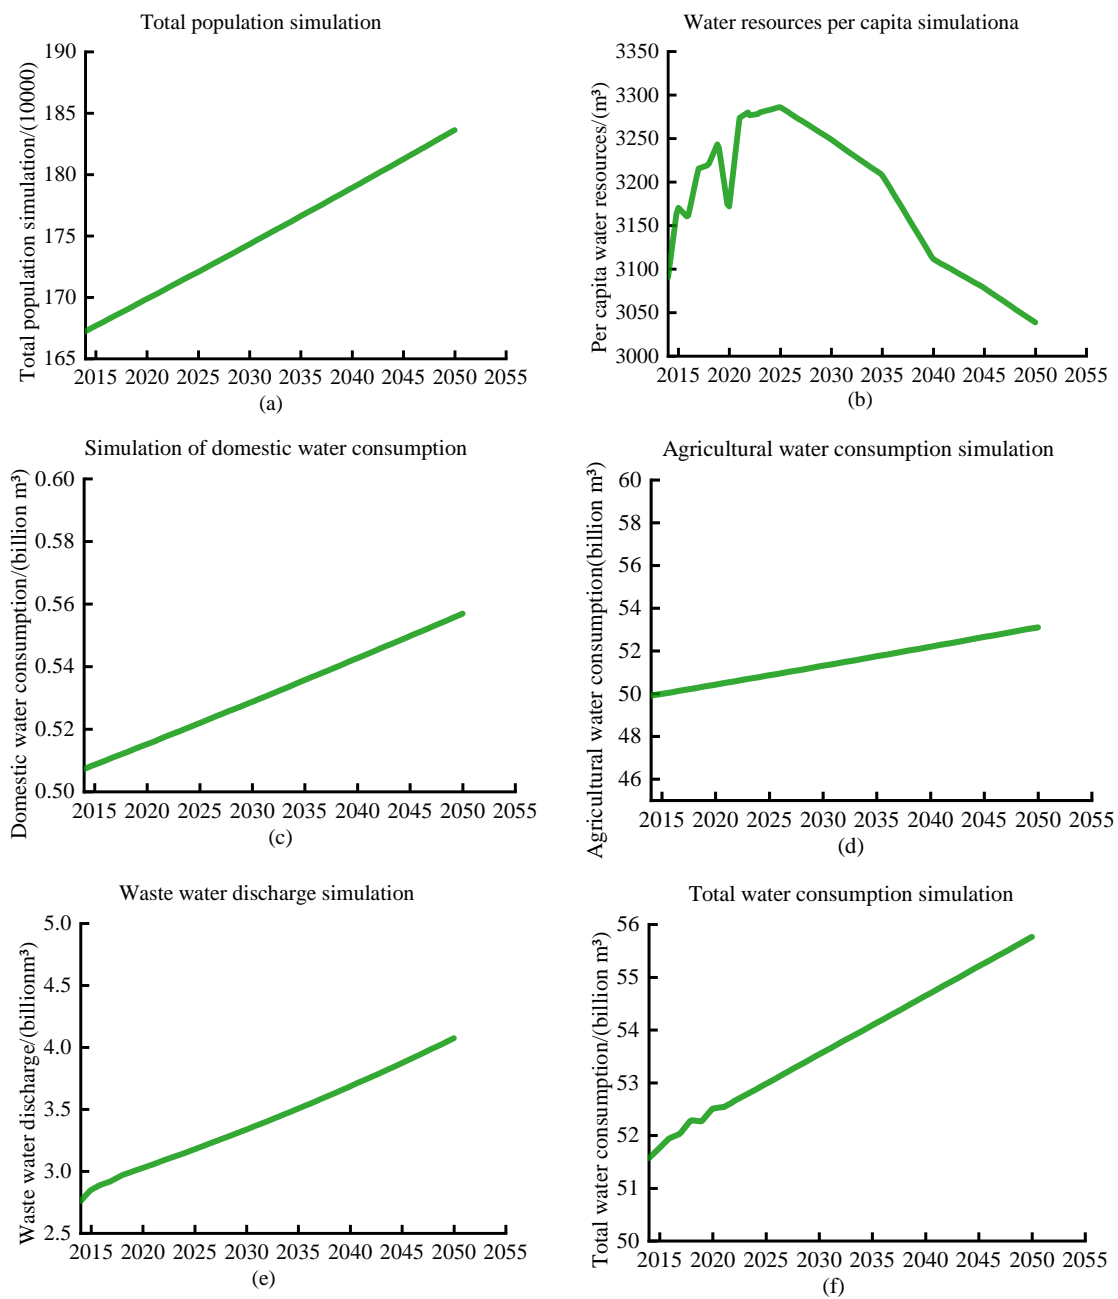 Total population simulation
Total population simulation/(10000)
190
185
180
175
170
165
2015 2020 2025 2030 2035 2040 2045 2050 2055
(a)
Water resources per capita simulationa
Per capita water resources/(m³)
3350
3300
3250
3200
3150
3100
3050
3000
2015 2020 2025 2030 2035 2040 2045 2050 2055
(b)
Simulation of domestic water consumption
Domestic water consumption/(billion m³)
0.60
0.58
0.56
0.54
0.52
0.50
2015 2020 2025 2030 2035 2040 2045 2050 2055
(c)
Agricultural water consumption simulation
Agricultural water consumption(billion m³)
60
58
56
54
52
50
48
46
2015 2020 2025 2030 2035 2040 2045 2050 2055
(d)
Waste water discharge simulation
Waste water discharge/(billionm³)
5.0
4.5
4.0
3.5
3.0
2.5
2015 2020 2025 2030 2035 2040 2045 2050 2055
(e)
Total water consumption simulation
Total water consumption/(billion m³)
56
55
54
53
52
51
50
2015 2020 2025 2030 2035 2040 2045 2050 2055
(f)